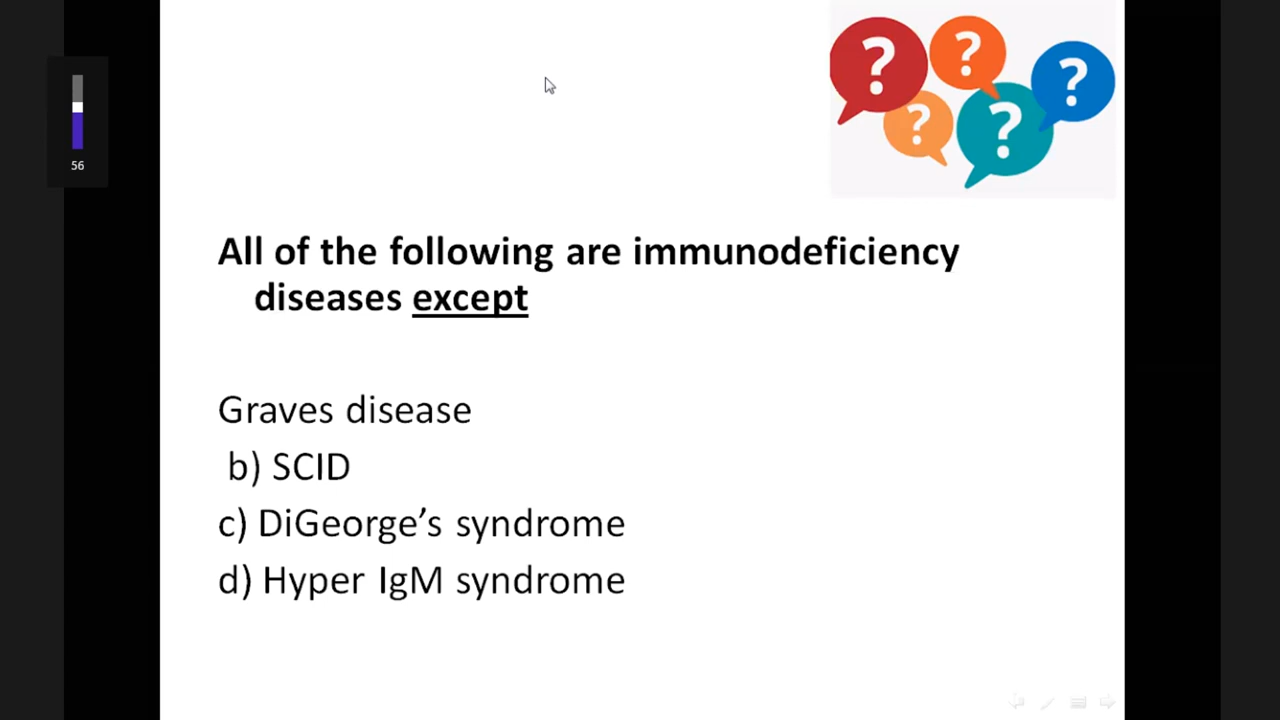 ?
?
?
?
?
56
All of the following are immunodeficiency
diseases except
Graves disease
b) SCID
c) DiGeorge’s syndrome
d) Hyper IgM syndrome